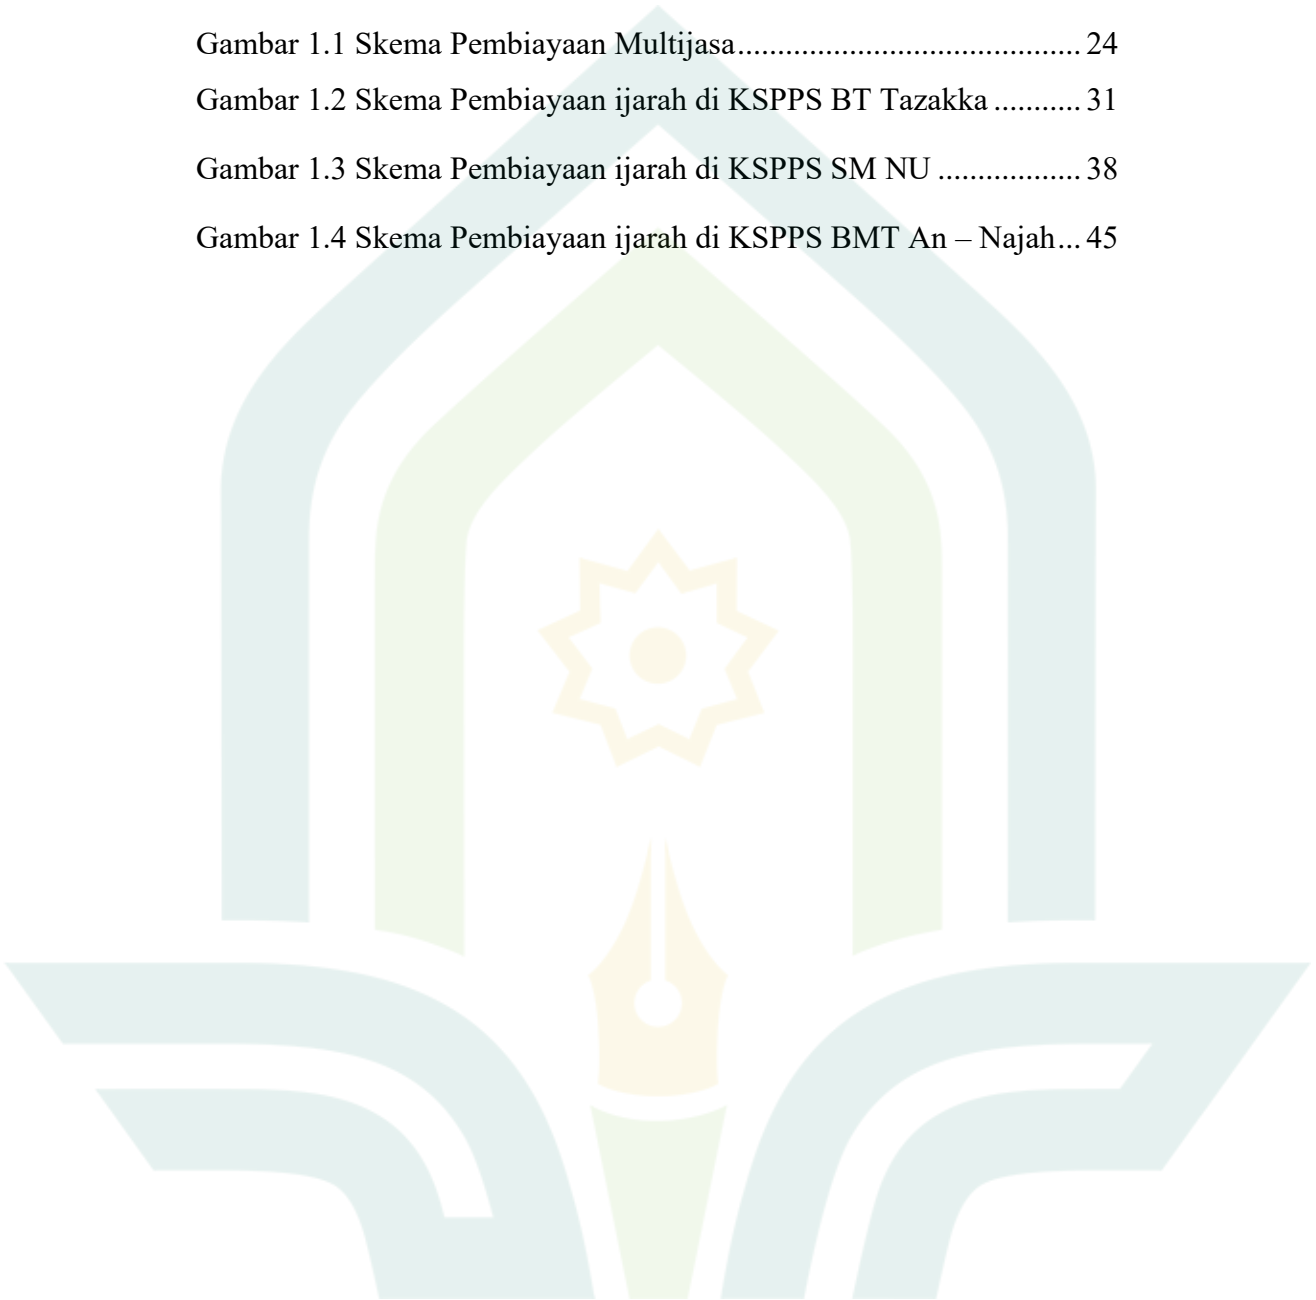 Gambar 1.1 Skema Pembiayaan Multijasa........................................... 24
Gambar 1.2 Skema Pembiayaan ijarah di KSPPS BT Tazakka ........... 31
Gambar 1.3 Skema Pembiayaan ijarah di KSPPS SM NU .................. 38
Gambar 1.4 Skema Pembiayaan ijarah di KSPPS BMT An – Najah... 45